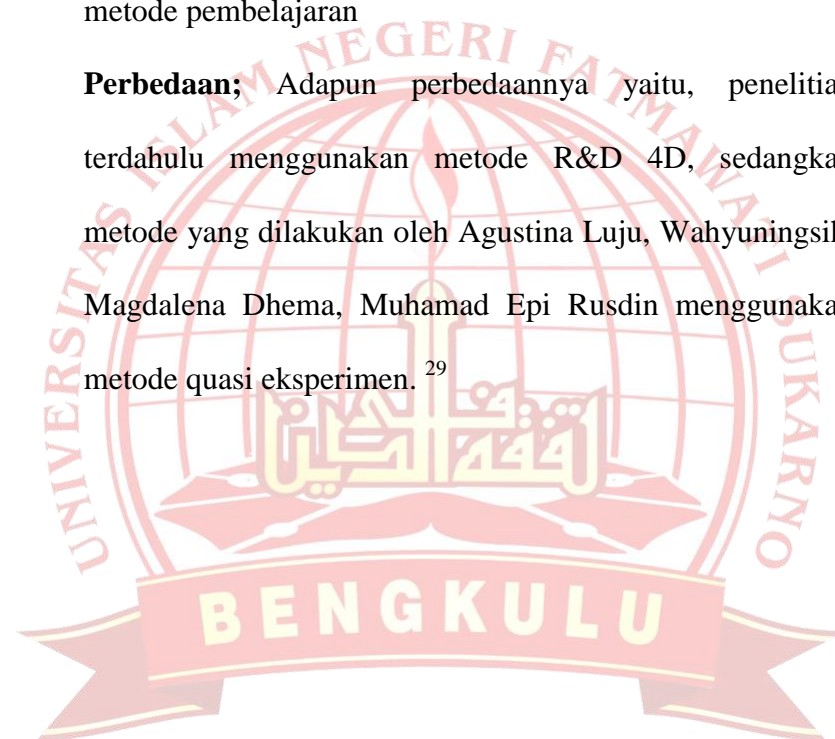 metode pembelajaran
Perbedaan; Adapun perbedaannya yaitu, penelitia
terdahulu menggunakan metode R&D 4D, sedangka
metode yang dilakukan oleh Agustina Luju, Wahyuningsil
Magdalena Dhema, Muhamad Epi Rusdin menggunaka
metode quasi eksperimen. 29
UNIVERSITAS ISLAM NEGERI FATMAWATI SUKARNO
BENGKULU